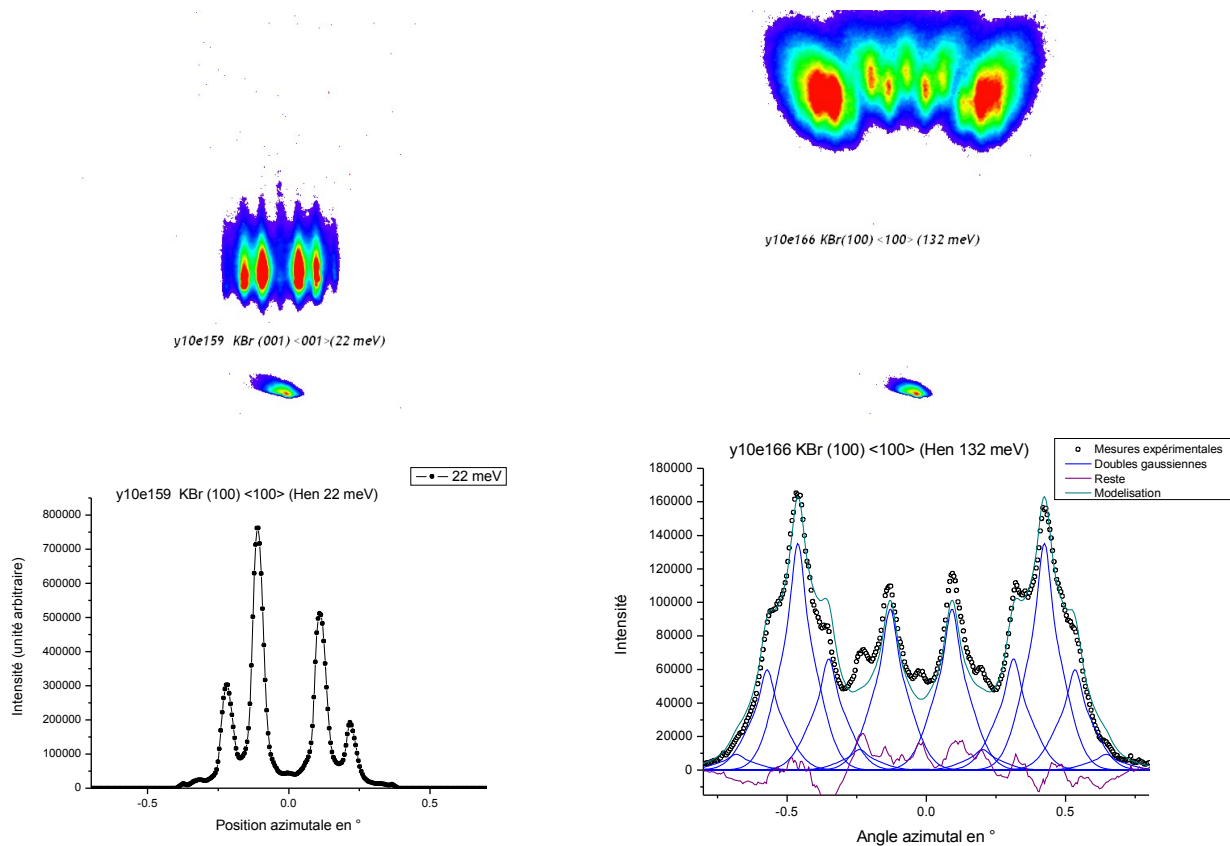 y10e166 KBr(100) <100> (132 meV)
y10e159 KBr (001) <001>(22 meV)
22 meV
y10e159 KBr (100) <100> (Hen 22 meV)
800000
700000
600000
500000
400000
300000
200000
100000
0
Intensité (unité arbitraire)
-0.5
0.0
0.5
Position azimutale en °
y10e166 KBr (100) <100> (Hen 132 meV)
Mesures expérimentales
Doubles gaussiennes
Reste
Modelisation
180000
160000
140000
120000
100000
80000
60000
40000
20000
0
Intensité
-0.5
0.0
0.5
Angle azimutal en °